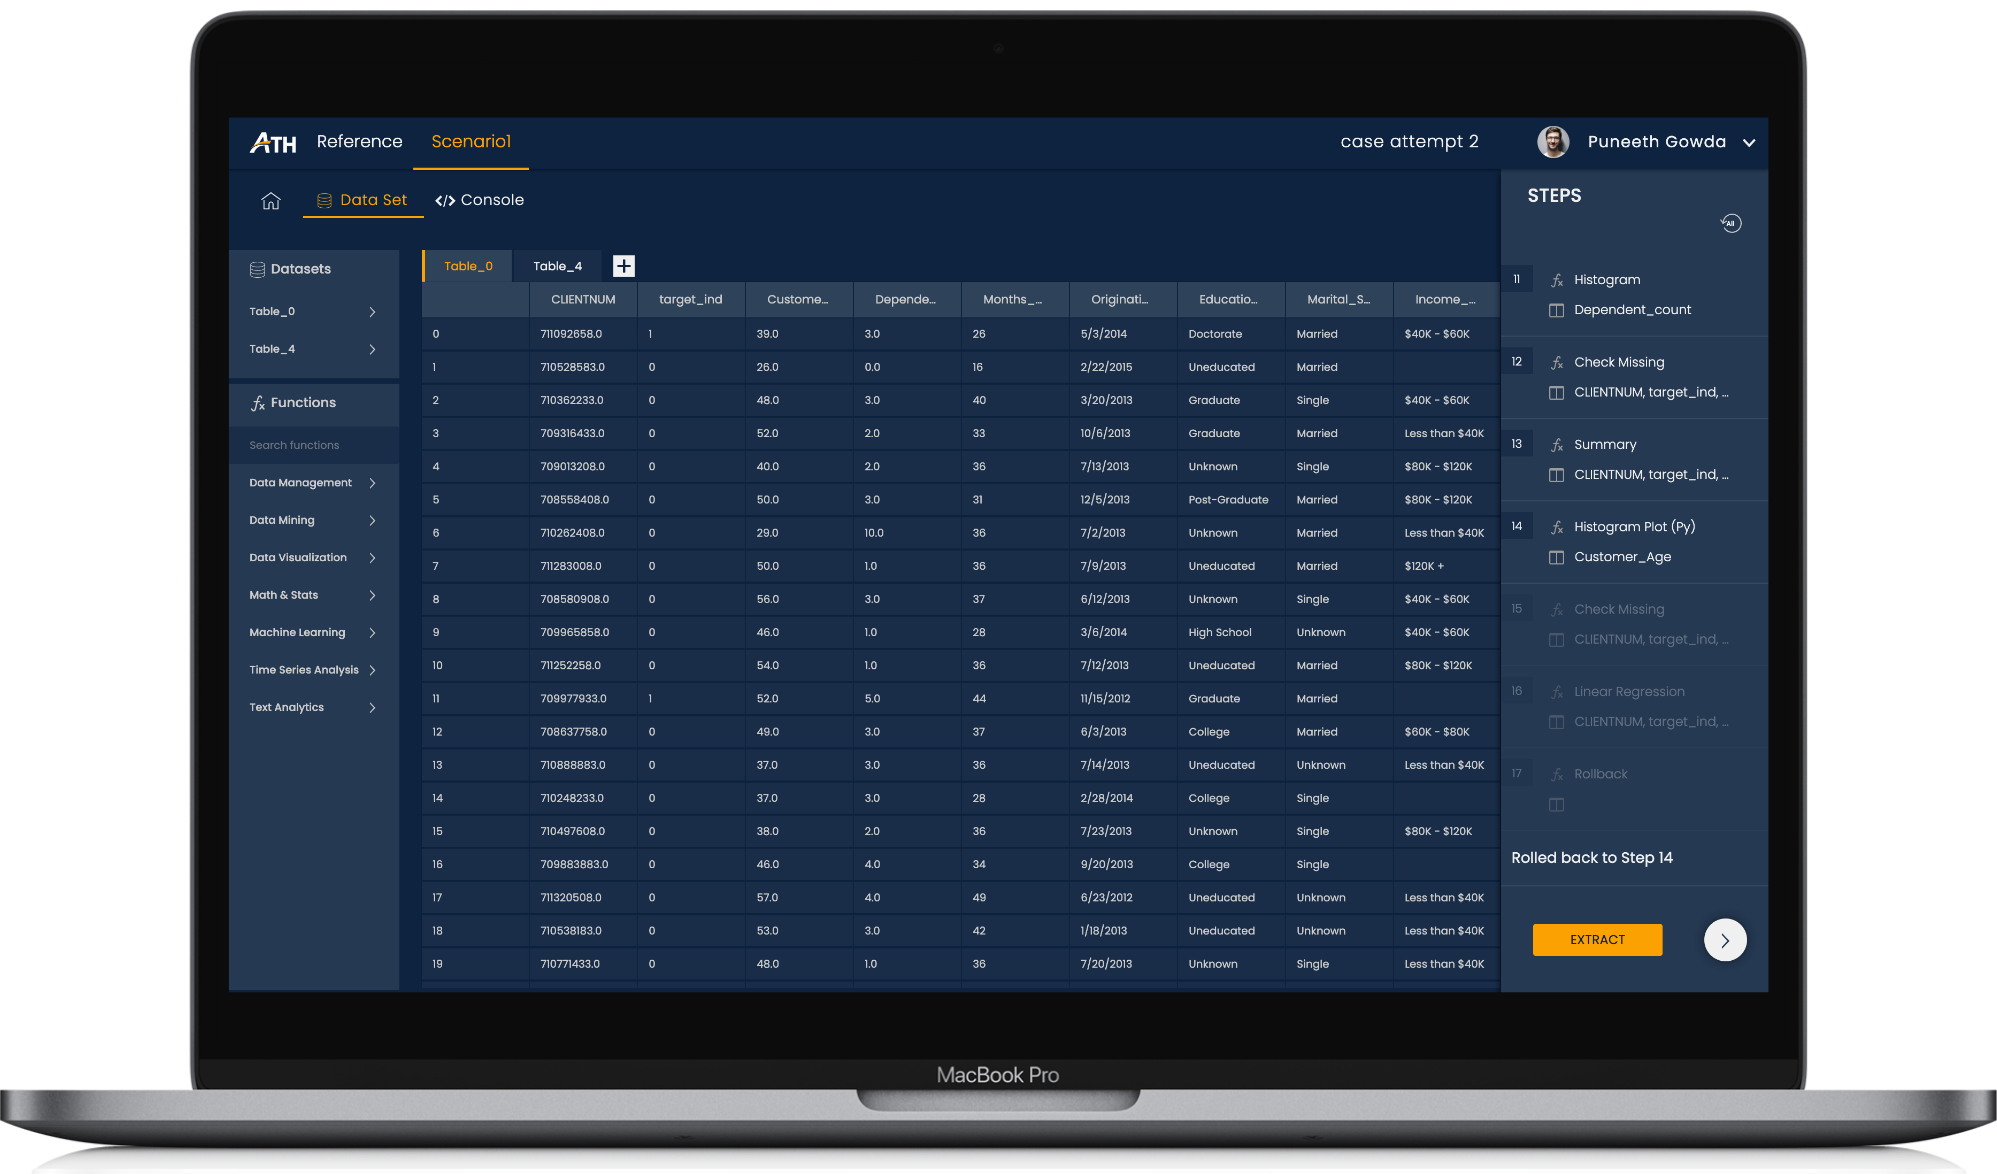 ATH Reference Scenario1 case attempt 2 Puneeth Gowda
Data Set </> Console
STEPS
All
Datasets
Table_0
Table_4
fx Functions
Search functions
Data Management
Data Mining
Data Visualization
Math & Stats
Machine Learning
Time Series Analysis
Text Analytics
Table_0 Table_4 +
CLIENTNUM target_ind Custome... Depende... Months_... Originati... Educatio... Marital_S... Income_...
0 711092658.0 1 39.0 3.0 26 5/3/2014 Doctorate Married $40K - $60K
1 710528583.0 0 26.0 0.0 16 2/22/2015 Uneducated Married
2 710362233.0 0 48.0 3.0 40 3/20/2013 Graduate Single $40K - $60K
3 709316433.0 0 52.0 2.0 33 10/6/2013 Graduate Married Less than $40K
4 709013208.0 0 40.0 2.0 36 7/13/2013 Unknown Single $80K - $120K
5 708558408.0 0 50.0 3.0 31 12/5/2013 Post-Graduate Married $80K - $120K
6 710262408.0 0 29.0 10.0 36 7/2/2013 Unknown Married Less than $40K
7 711283008.0 0 50.0 1.0 36 7/9/2013 Uneducated Married $120K +
8 708580908.0 0 56.0 3.0 37 6/12/2013 Unknown Single $40K - $60K
9 709965858.0 0 46.0 1.0 28 3/6/2014 High School Unknown $40K - $60K
10 711252258.0 0 54.0 1.0 36 7/12/2013 Uneducated Married $80K - $120K
11 709977933.0 1 52.0 5.0 44 11/15/2012 Graduate Married
12 708637758.0 0 49.0 3.0 37 6/3/2013 College Married $60K - $80K
13 710888883.0 0 37.0 3.0 36 7/14/2013 Uneducated Unknown Less than $40K
14 710248233.0 0 37.0 3.0 28 2/28/2014 College Single
15 710497608.0 0 38.0 2.0 36 7/23/2013 Unknown Single $80K - $120K
16 709883883.0 0 46.0 4.0 34 9/20/2013 College Single
17 711320508.0 0 57.0 4.0 49 6/23/2012 Uneducated Unknown Less than $40K
18 710538183.0 0 53.0 3.0 42 1/18/2013 Uneducated Unknown Less than $40K
19 710771433.0 0 48.0 1.0 36 7/20/2013 Unknown Single Less than $40K
11 fx Histogram
Dependent_count
12 fx Check Missing
CLIENTNUM, target_ind, ...
13 fx Summary
CLIENTNUM, target_ind, ...
14 fx Histogram Plot (Py)
Customer_Age
15 fx Check Missing
CLIENTNUM, target_ind, ...
16 fx Linear Regression
CLIENTNUM, target_ind, ...
17 fx Rollback
Rolled back to Step 14
EXTRACT
MacBook Pro